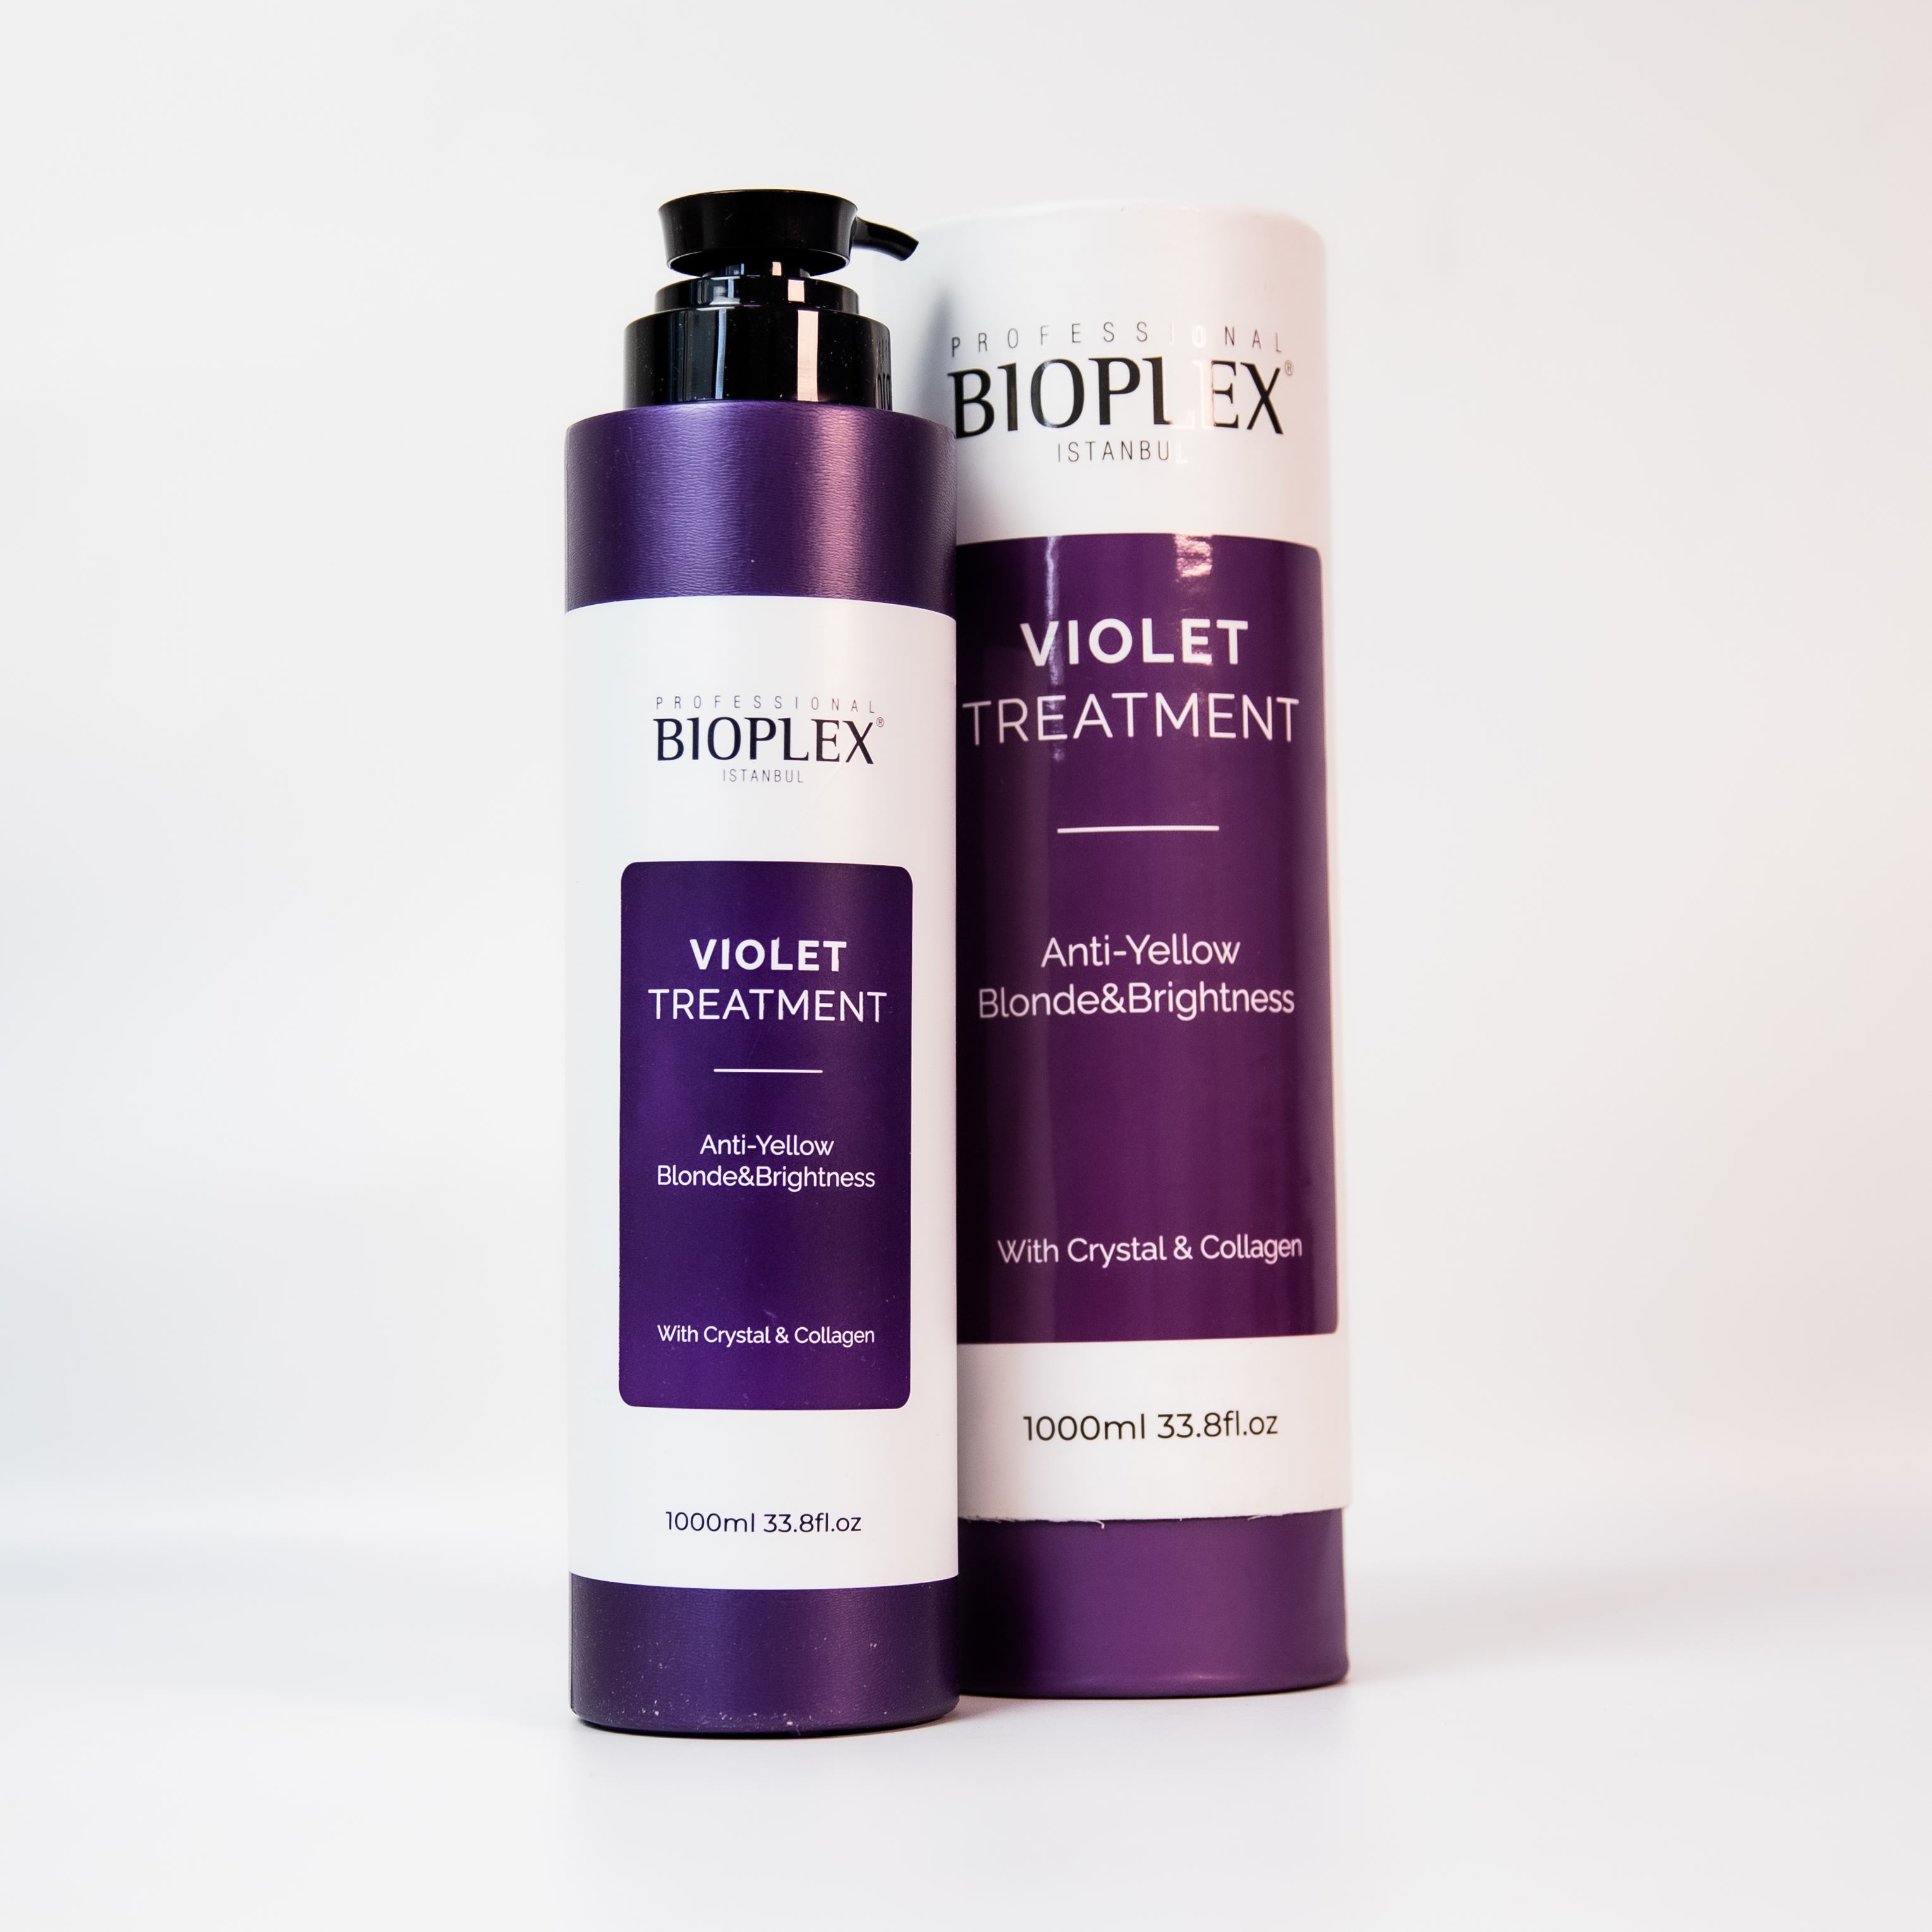 PROFESSIONAL
BIOPLEX®
ISTANBUL
VIOLET
TREATMENT
Anti-Yellow
Blonde&Brightness
With Crystal & Collagen
1000ml 33.8fl.oz
PROFESSIONAL
BIOPLEX®
ISTANBUL
VIOLET
TREATMENT
Anti-Yellow
Blonde&Brightness
With Crystal & Collagen
1000ml 33.8fl.oz